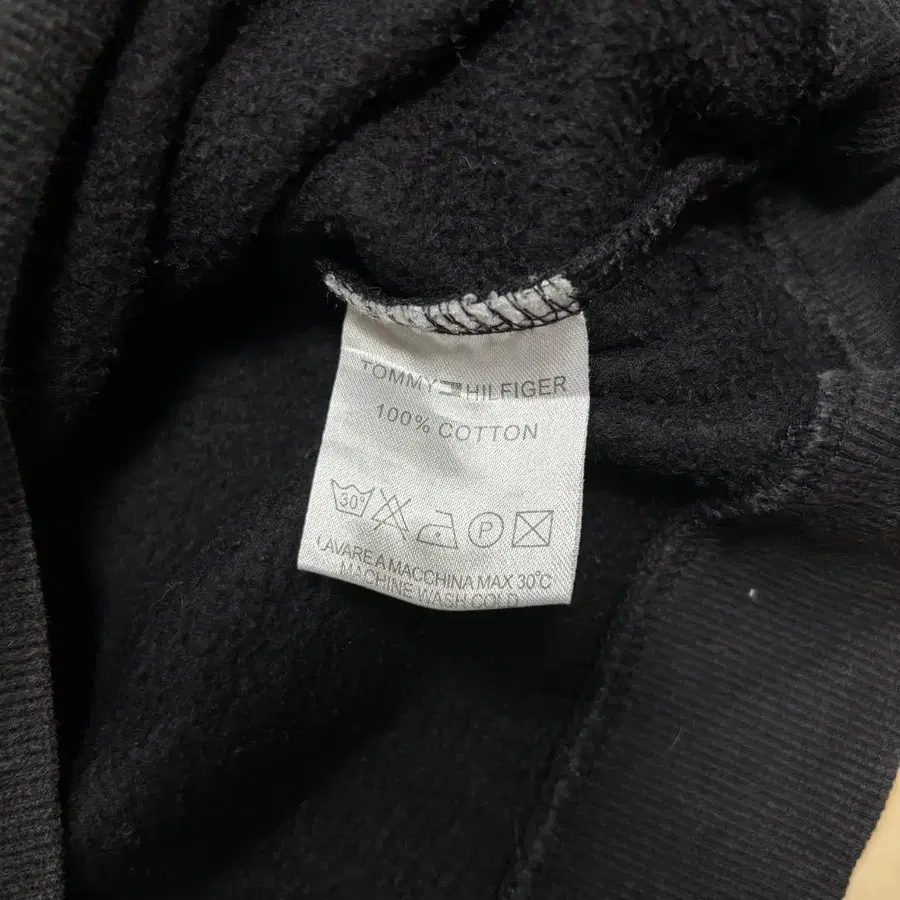 TOMMY HILFIGER
100% COTTON
30° P
LAVARE A MACCHINA MAX 30°C
MACHINE WASH COLD